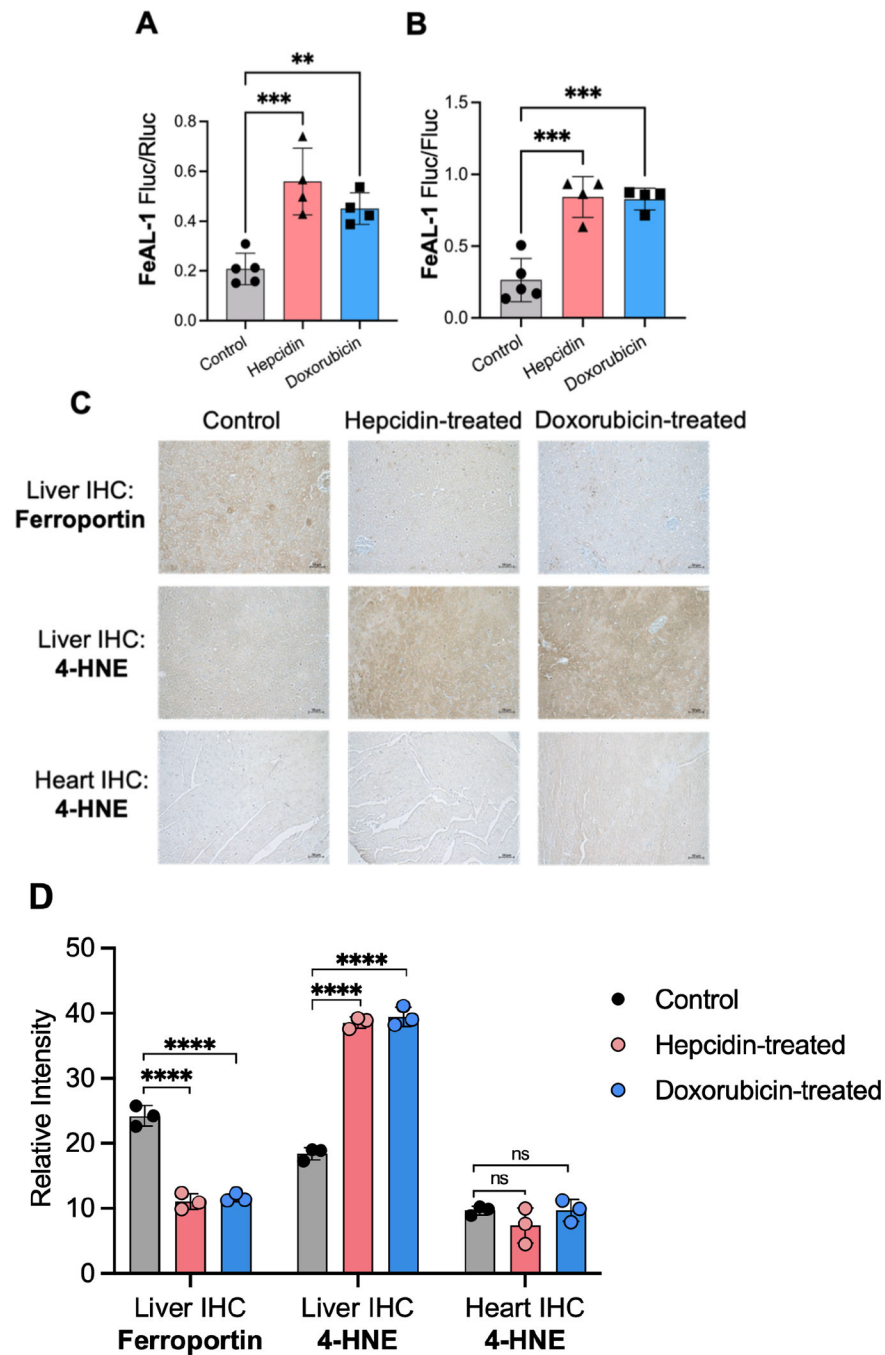 A
B
**
***
***
***
FeAL-1 Fluc/Rluc
0.8
0.6
0.4
0.2
0.0
Control
Hepcidin
Doxorubicin
FeAL-1 Fluc/Fluc
1.5
1.0
0.5
0.0
Control
Hepcidin
Doxorubicin
C
Control
Hepcidin-treated
Doxorubicin-treated
Liver IHC:
Ferroportin
Liver IHC:
4-HNE
Heart IHC:
4-HNE
D
Relative Intensity
50
40
30
20
10
0
****
****
****
****
ns
ns
Control
Hepcidin-treated
Doxorubicin-treated
Liver IHC
Ferroportin
Liver IHC
4-HNE
Heart IHC
4-HNE